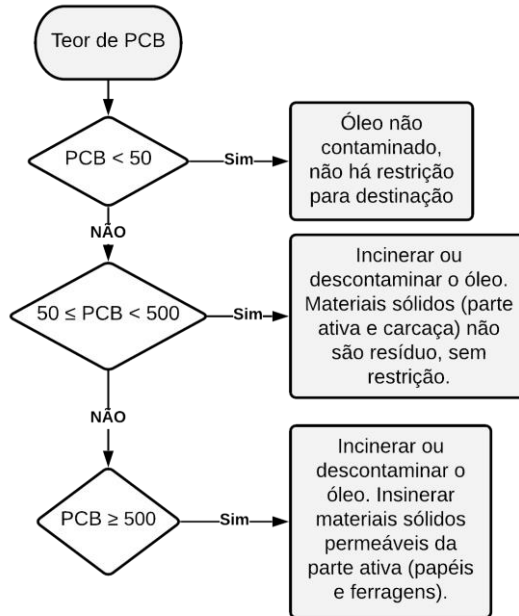 Teor de PCB
PCB < 50
Sim
Óleo não
contaminado,
não há restrição
para destinação
NÃO
50 ≤ PCB < 500
Sim
Incinerar ou
descontaminar o óleo.
Materiais sólidos (parte
ativa e carcaça) não
são resíduo, sem
restrição.
NÃO
PCB ≥ 500
Sim
Incinerar ou
descontaminar o
óleo. Insinerar
materiais sólidos
permeáveis da
parte ativa (papéis
e ferragens).